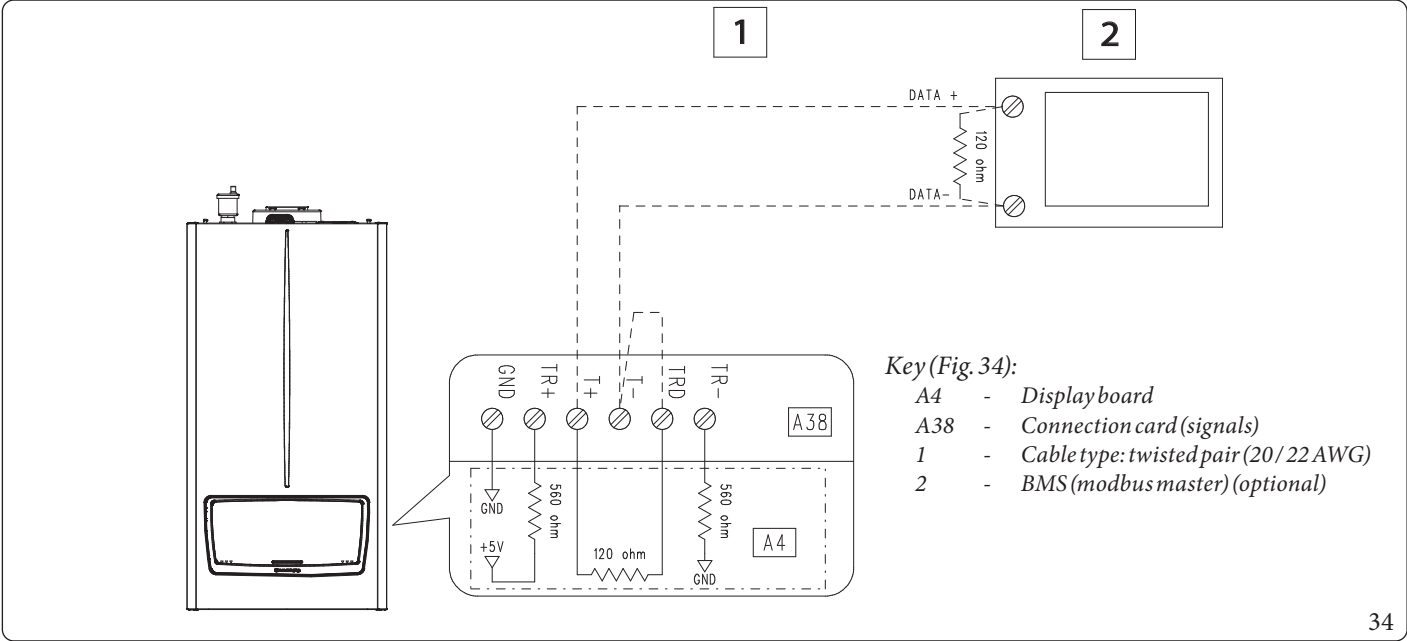 1
2
DATA +
120 ohm
DATA-
GND
TR+
T+
T-
TRD
TR-
A38
GND
560 ohm
+5V
120 ohm
560 ohm
GND
A4
Key (Fig. 34):
A4 - Display board
A38 - Connection card (signals)
1 - Cable type: twisted pair (20 / 22 AWG)
2 - BMS (modbus master) (optional)
34